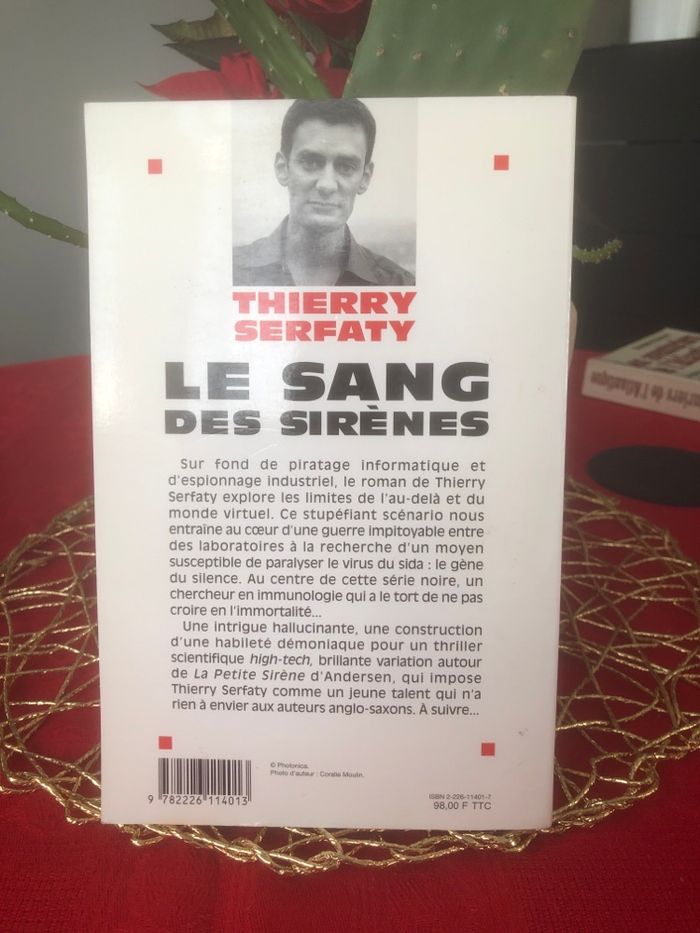 THIERRY
SERFATY
LE SANG
DES SIRÈNES
Sur fond de piratage informatique et
d'espionnage industriel, le roman de Thierry
Serfaty explore les limites de l'au-delà et du
monde virtuel. Ce stupéfiant scénario nous
entraîne au cœur d'une guerre impitoyable entre
des laboratoires à la recherche d'un moyen
susceptible de paralyser le virus du sida : le gène
du silence. Au centre de cette série noire, un
chercheur en immunologie qui a le tort de ne pas
croire en l'immortalité...
Une intrigue hallucinante, une construction
d'une habileté démoniaque pour un thriller
scientifique high-tech, brillante variation autour
de La Petite Sirène d'Andersen, qui impose
Thierry Serfaty comme un jeune talent qui n'a
rien à envier aux auteurs anglo-saxons. À suivre...
© Photonica.
Photo d'auteur : Coralie Moulin.
9 782226 114013
ISBN 2-226-11401-7
98,00 F TTC
de l'Atlantique